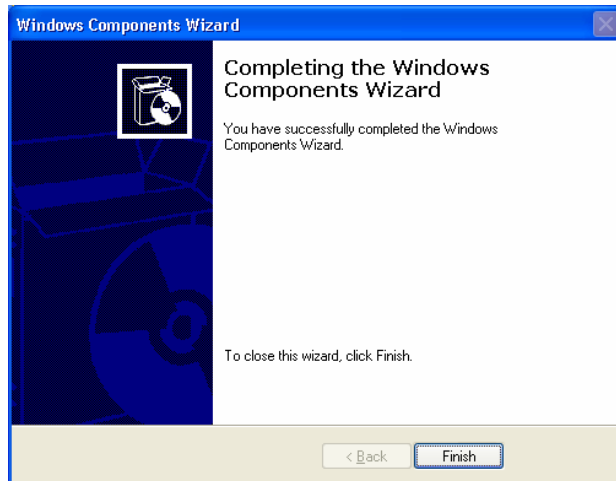 Windows Components Wizard
Completing the Windows
Components Wizard
You have successfully completed the Windows
Components Wizard.
To close this wizard, click Finish.
< Back
Finish